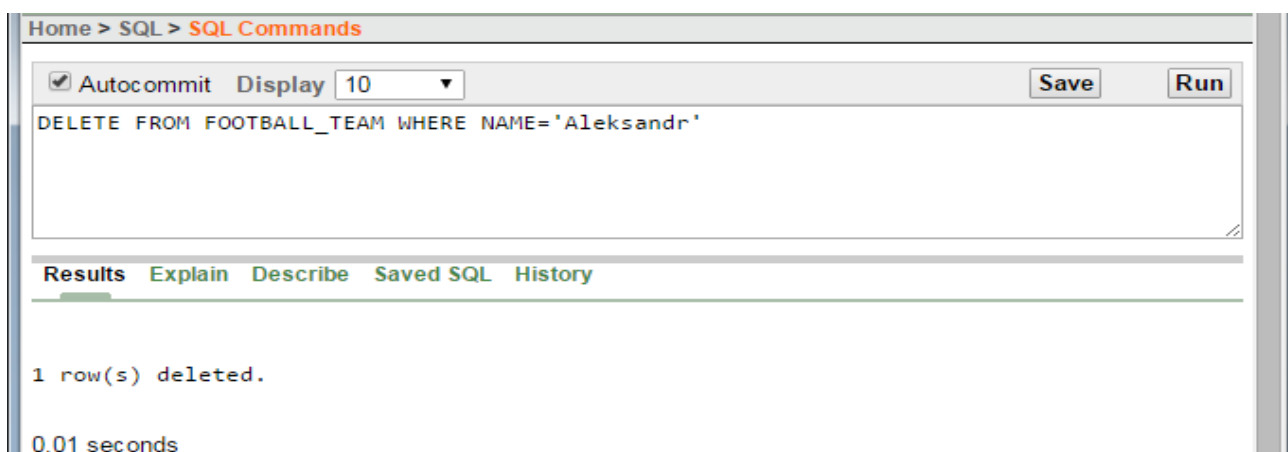 Home > SQL > SQL Commands
Autocommit Display 10 Save Run
DELETE FROM FOOTBALL_TEAM WHERE NAME='Aleksandr'
Results Explain Describe Saved SQL History
1 row(s) deleted.
0.01 seconds